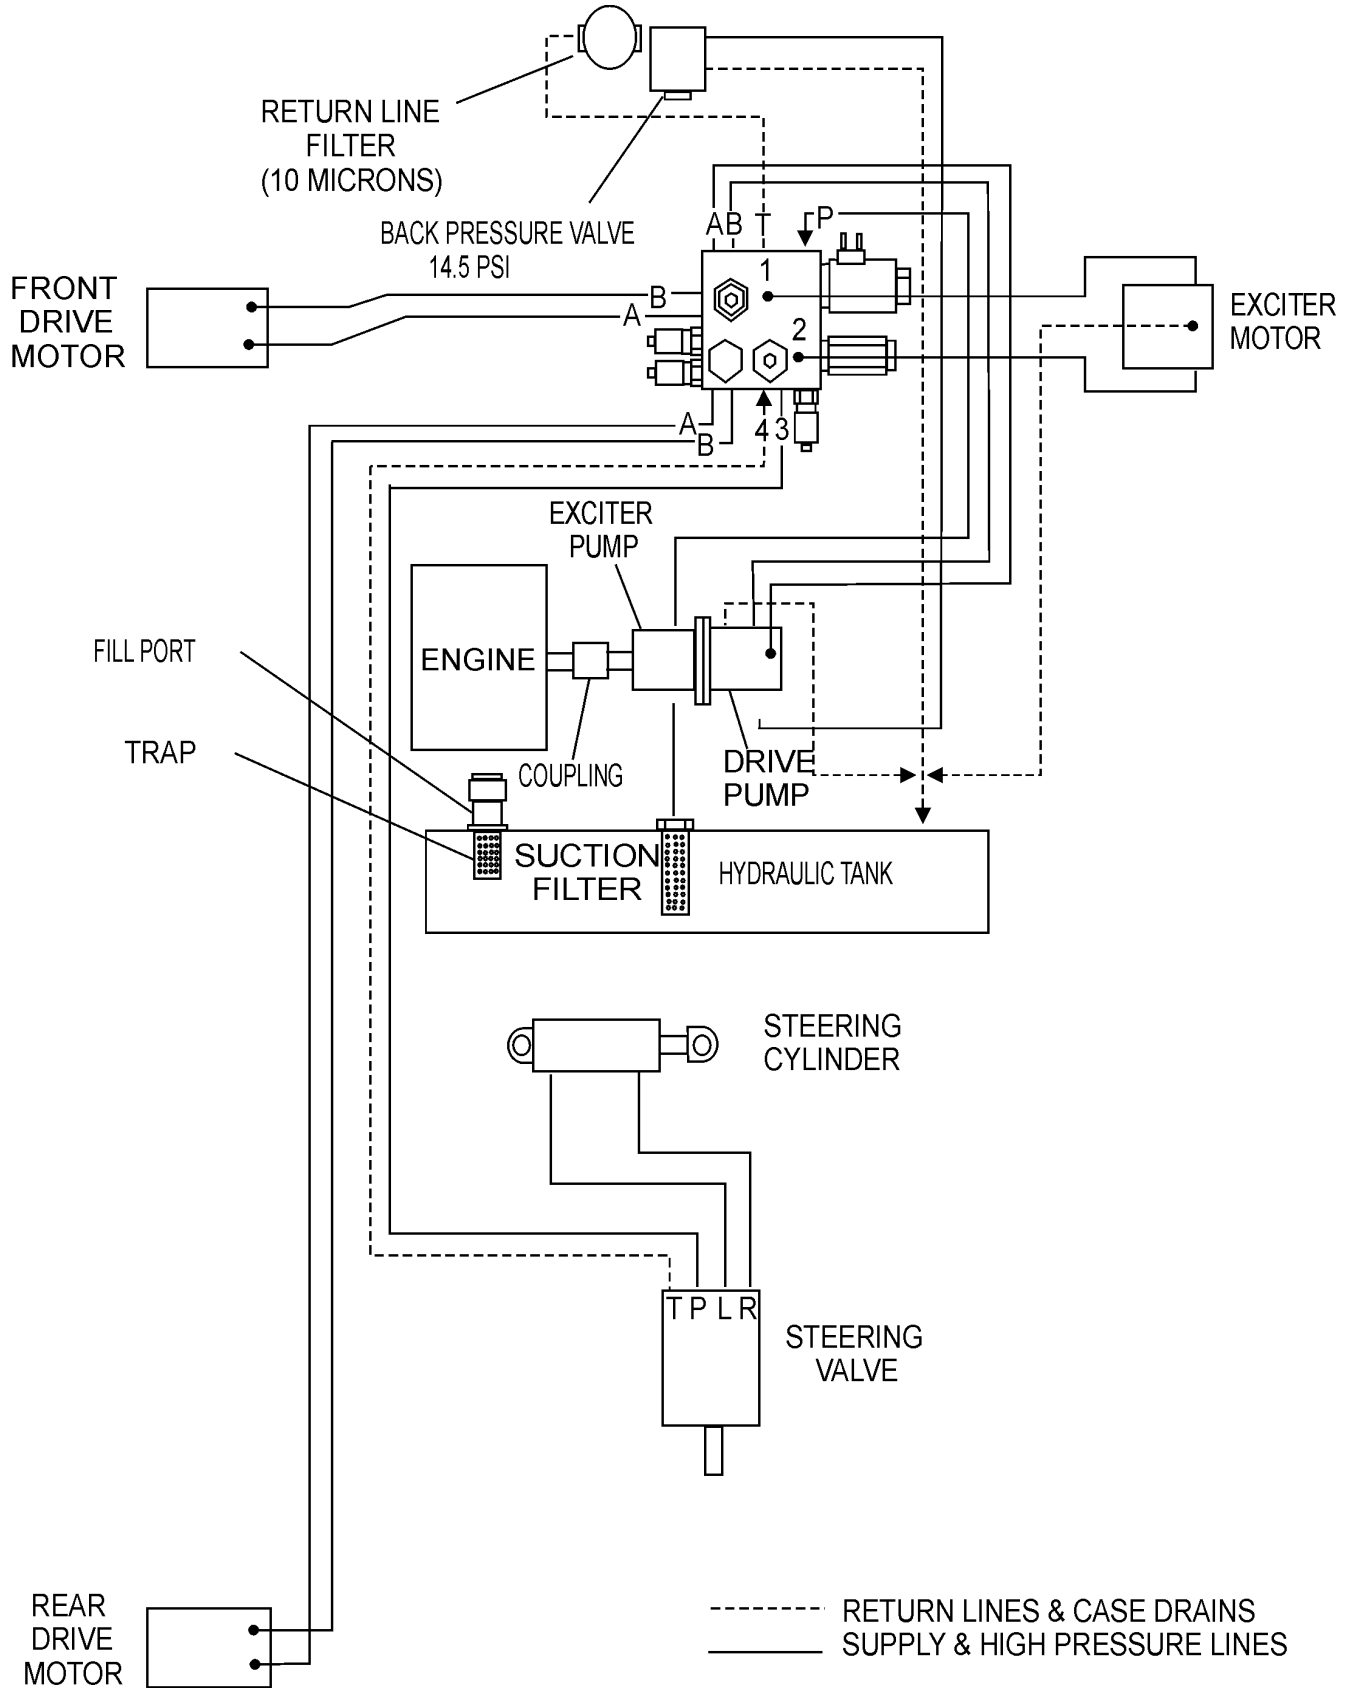 RETURN LINE
FILTER
(10 MICRONS)
BACK PRESSURE VALVE
14.5 PSI
A B T P
FRONT
DRIVE
MOTOR
B
A
1
2
EXCITER
MOTOR
A
B
4 3
EXCITER
PUMP
ENGINE
FILL PORT
TRAP
COUPLING
DRIVE
PUMP
SUCTION
FILTER
HYDRAULIC TANK
STEERING
CYLINDER
T P L R
STEERING
VALVE
REAR
DRIVE
MOTOR
RETURN LINES & CASE DRAINS
SUPPLY & HIGH PRESSURE LINES